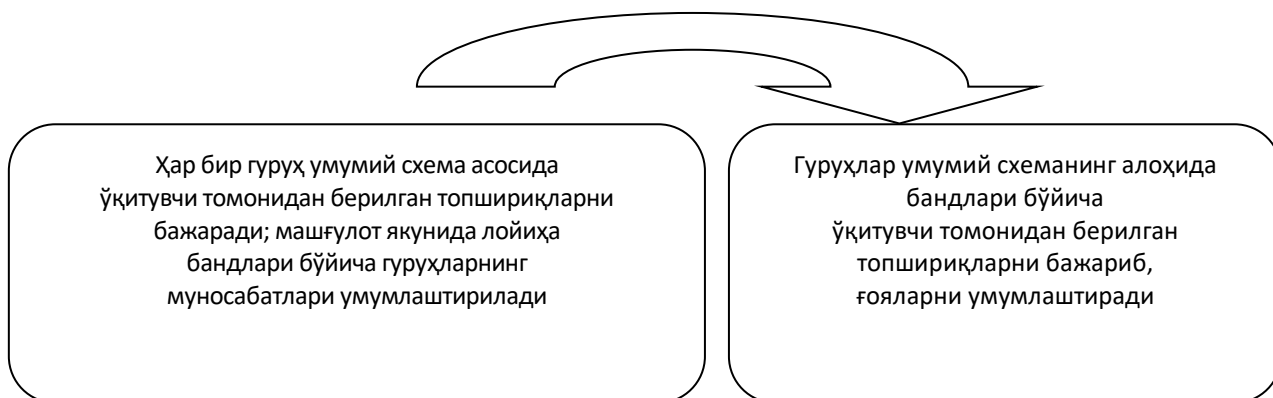 Ҳар бир гуруҳ умумий схема асосида
ўқитувчи томонидан берилган топшириқларни
бажаради; машғулот якунида лойиҳа
бандлари бўйича гуруҳларнинг
муносабатлари умумлаштирилади
Гуруҳлар умумий схеманинг алоҳида
бандлари бўйича
ўқитувчи томонидан берилган
топшириқларни бажариб,
ғояларни умумлаштиради